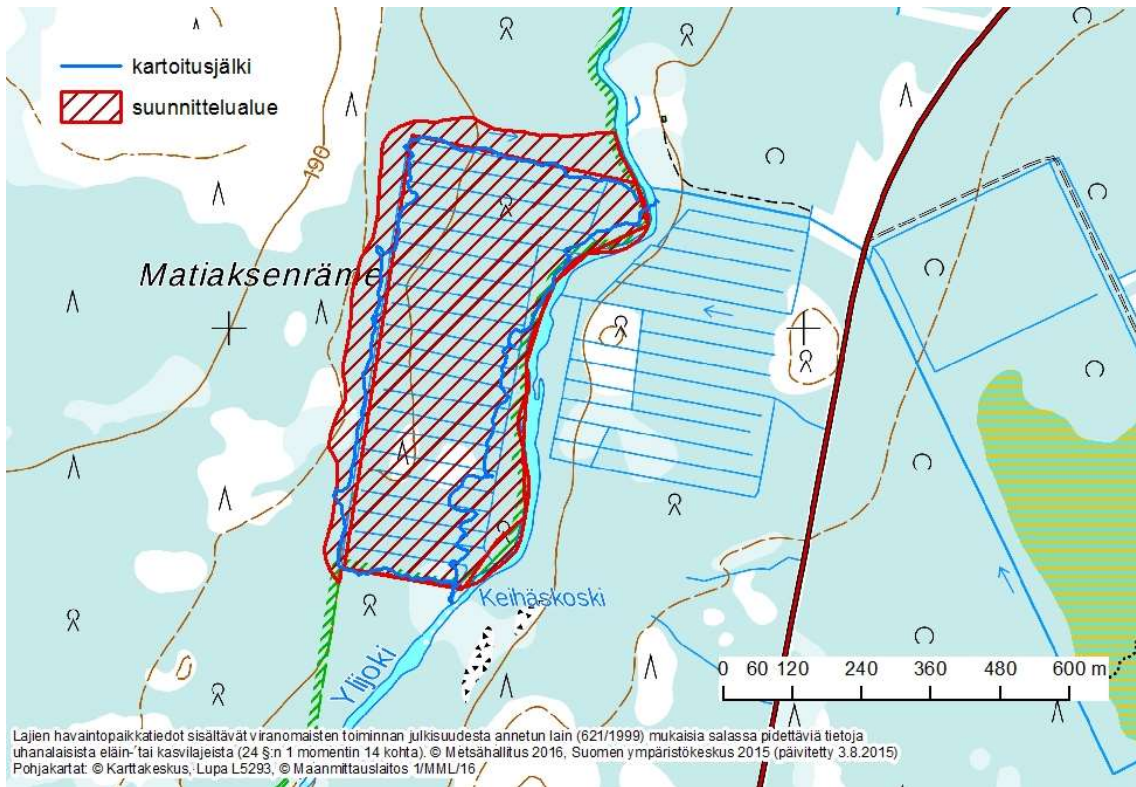 kartoitusjälki
suunnittelualue
190
Matiaksenräme
Keihäskoski
Ylijoki
0 60 120 240 360 480 600 m
Lajien havaintopaikkatiedot sisältävät viranomaisten toiminnan julkisuudesta annetun lain (621/1999) mukaisia salassa pidettäviä tietoja
uhanalaisista eläin- tai kasvilajeista (24 §:n 1 momentin 14 kohta). © Metsähallitus 2016, Suomen ympäristökeskus 2015 (päivitetty 3.8.2015)
Pohjakartat: © Karttakeskus, Lupa L5293, © Maanmittauslaitos 1/MML/16